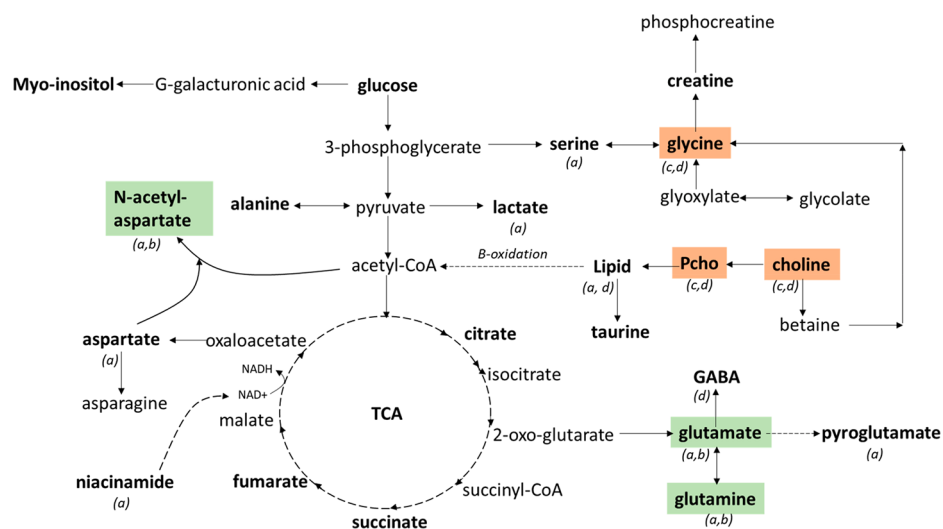 phosphocreatine
Myo-inositol
G-galacturonic acid
glucose
creatine
3-phosphoglycerate
serine
(a)
glycine
(c,d)
N-acetyl-
aspartate
(a,b)
alanine
pyruvate
lactate
(a)
glyoxylate
glycolate
acetyl-CoA
B-oxidation
Lipid
(a, d)
Pcho
(c,d)
choline
(c,d)
taurine
betaine
aspartate
(a)
oxaloacetate
citrate
NADH
NAD+
isocitrate
asparagine
malate
TCA
GABA
(d)
2-oxo-glutarate
glutamate
(a,b)
pyroglutamate
(a)
niacinamide
(a)
fumarate
succinyl-CoA
succinate
glutamine
(a,b)